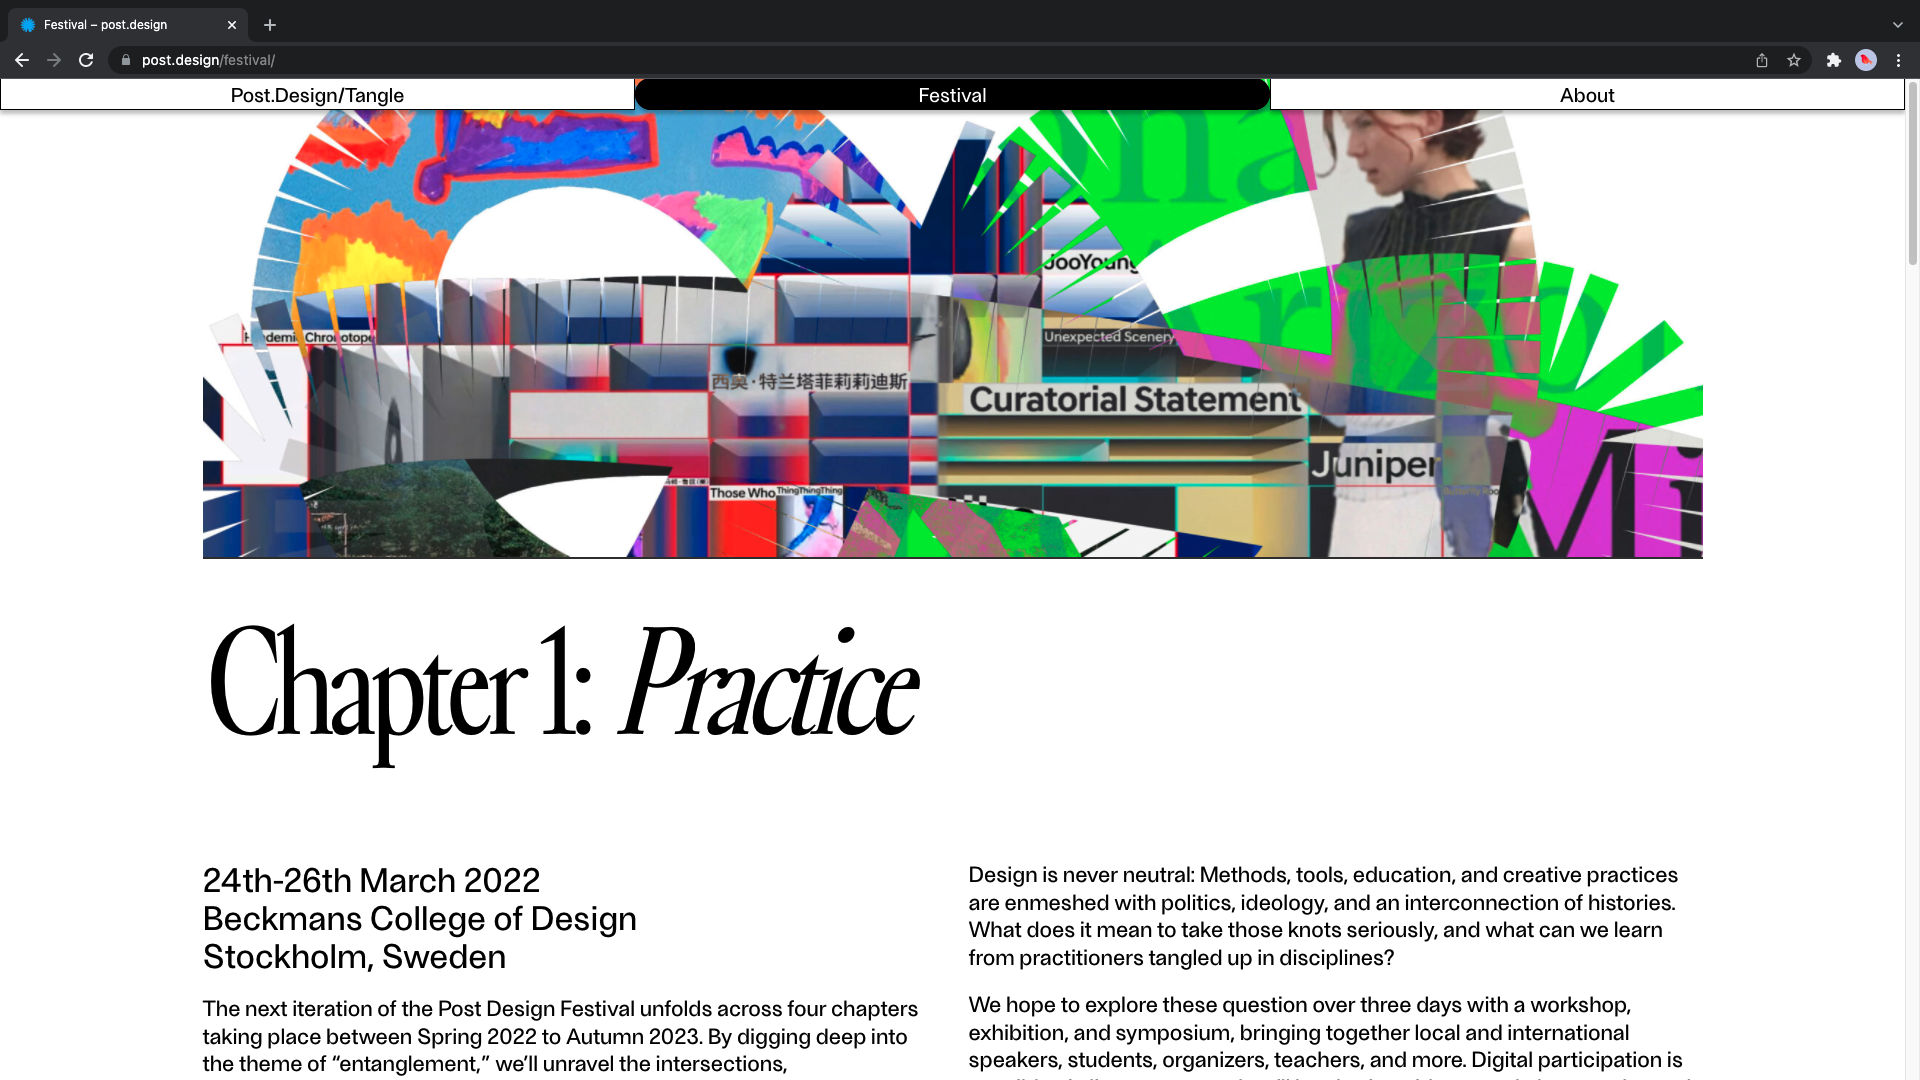 Festival – post.design
post.design/festival/
Post.Design/Tangle
Festival
About
JooYoung
Unexpected Scenery
西奥·特兰塔菲莉莉迪斯
Curatorial Statement
Juniper
Those Who
ThingThingThing
Mi
Chapter 1: Practice
24th-26th March 2022
Beckmans College of Design
Stockholm, Sweden
The next iteration of the Post Design Festival unfolds across four chapters
taking place between Spring 2022 to Autumn 2023. By digging deep into
the theme of “entanglement,” we’ll unravel the intersections,
Design is never neutral: Methods, tools, education, and creative practices
are enmeshed with politics, ideology, and an interconnection of histories.
What does it mean to take those knots seriously, and what can we learn
from practitioners tangled up in disciplines?
We hope to explore these question over three days with a workshop,
exhibition, and symposium, bringing together local and international
speakers, students, organizers, teachers, and more. Digital participation is